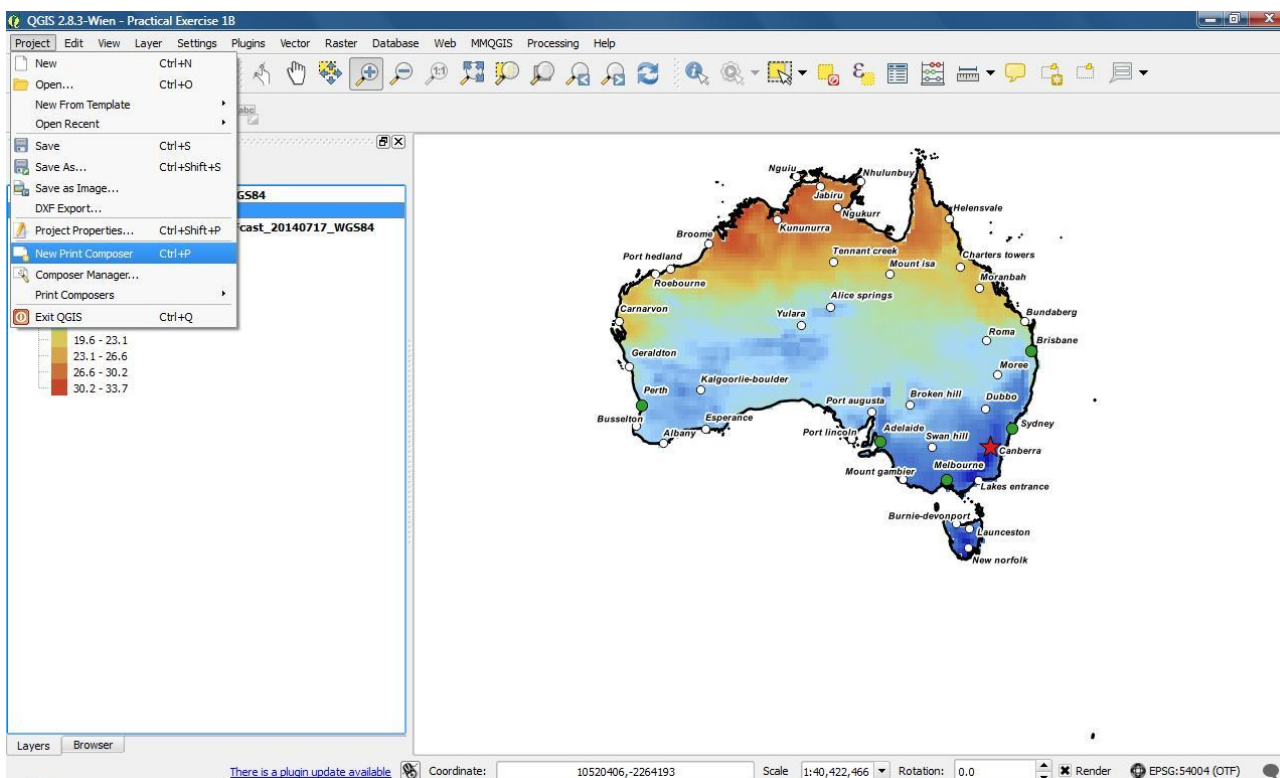 QGIS 2.8.3-Wien - Practical Exercise 1B
Project Edit View Layer Settings Plugins Vector Raster Database Web MMQGIS Processing Help
New Ctrl+N
Open... Ctrl+O
New From Template
Open Recent
Save Ctrl+S
Save As... Ctrl+Shift+S
Save as Image...
DXF Export...
Project Properties... Ctrl+Shift+P
New Print Composer Ctrl+P
Composer Manager...
Print Composers
Exit QGIS Ctrl+Q
1:1
abc
GS84
cast_20140717_WGS84
19.6 - 23.1
23.1 - 26.6
26.6 - 30.2
30.2 - 33.7
Nguiu
Nhulunbuy
Jabiru
Ngukurr
Helensvale
Kununurra
Broome
Tennant creek
Charters towers
Port hedland
Mount isa
Moranbah
Roebourne
Alice springs
Carnarvon
Yulara
Bundaberg
Roma
Brisbane
Geraldton
Moree
Kalgoorlie-boulder
Perth
Port augusta
Broken hill
Dubbo
Busselton
Esperance
Albany
Port lincoln
Adelaide
Swan hill
Sydney
Canberra
Mount gambier
Melbourne
Lakes entrance
Burnie-devonport
Launceston
New norfolk
Layers Browser
There is a plugin update available Coordinate: 10520406,-2264193 Scale 1:40,422,466 Rotation: 0.0 Render EPSG:54004 (OTF)